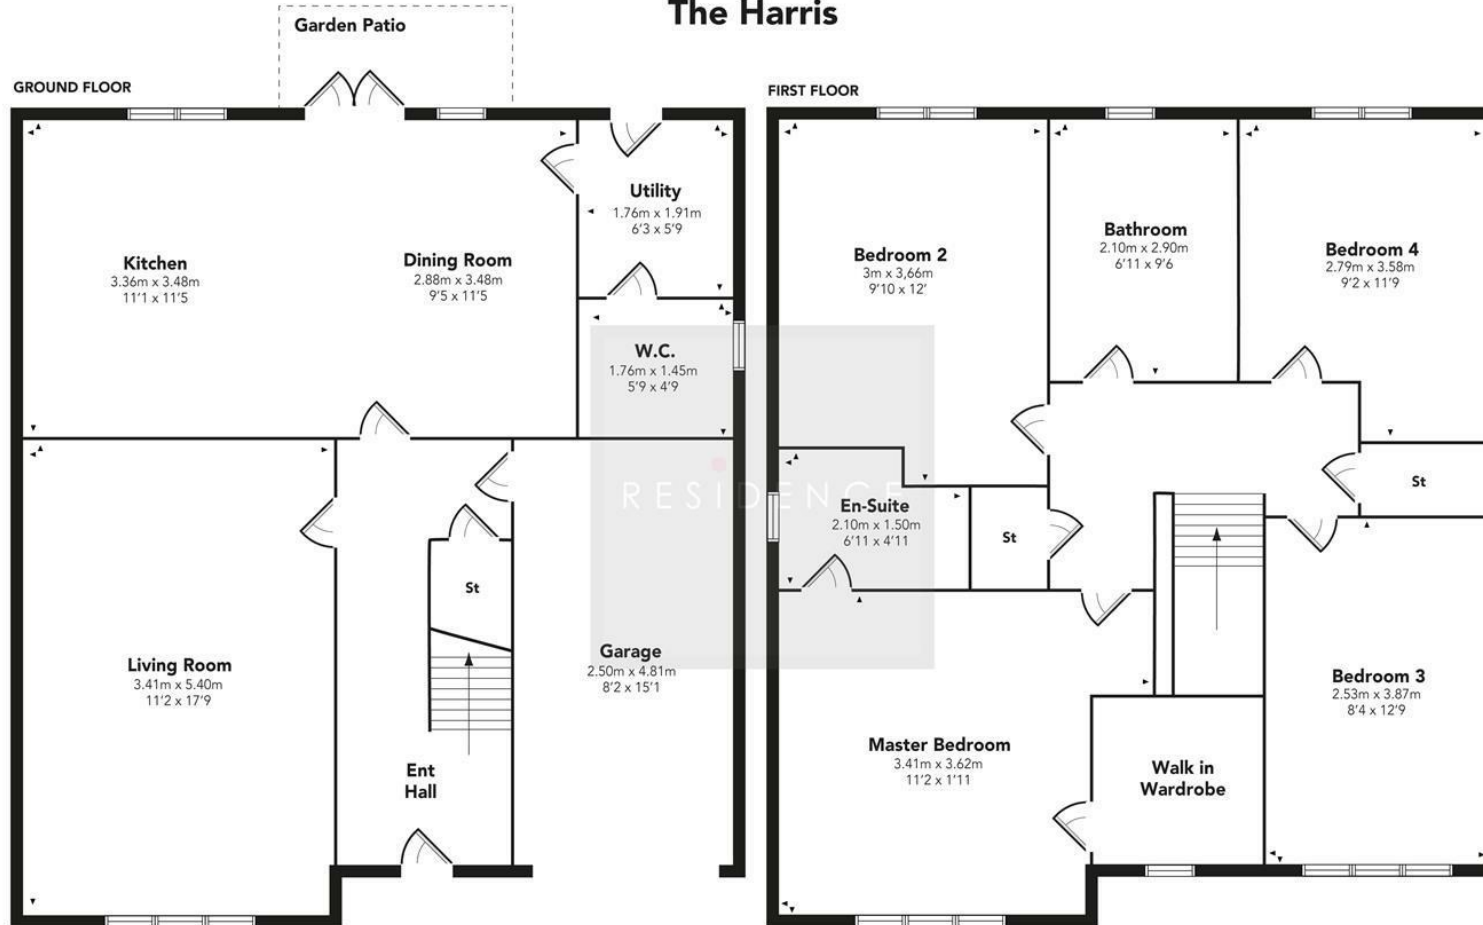 The Harris
Garden Patio
GROUND FLOOR
Kitchen
3.36m x 3.48m
11'1 x 11'5
Dining Room
2.88m x 3.48m
9'5 x 11'5
Utility
1.76m x 1.91m
6'3 x 5'9
W.C.
1.76m x 1.45m
5'9 x 4'9
Living Room
3.41m x 5.40m
11'2 x 17'9
St
Ent
Hall
Garage
2.50m x 4.81m
8'2 x 15'1
RESIDENCE
FIRST FLOOR
Bedroom 2
3m x 3,66m
9'10 x 12'
Bathroom
2.10m x 2.90m
6'11 x 9'6
Bedroom 4
2.79m x 3.58m
9'2 x 11'9
En-Suite
2.10m x 1.50m
6'11 x 4'11
St
St
Master Bedroom
3.41m x 3.62m
11'2 x 1'11
Walk in
Wardrobe
Bedroom 3
2.53m x 3.87m
8'4 x 12'9